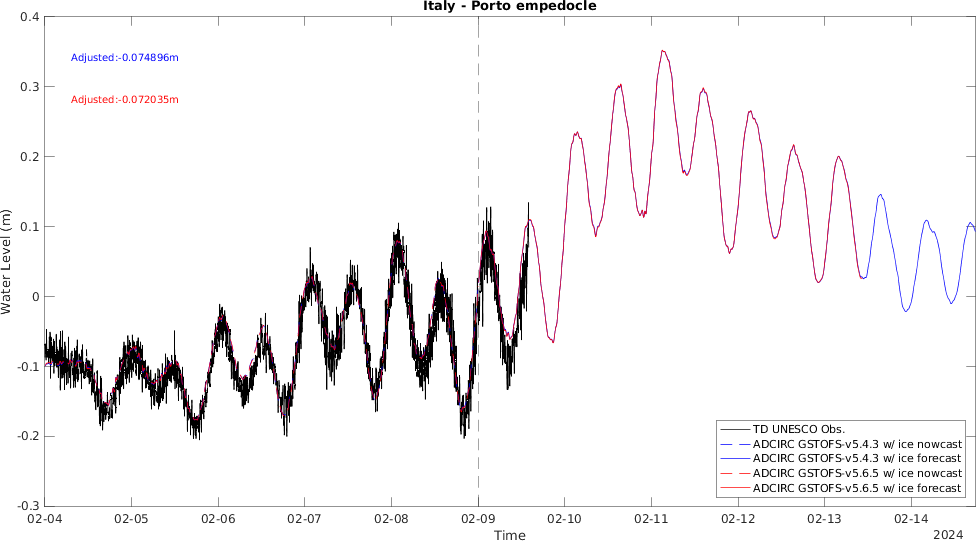 Italy - Porto empedocle
0.4
0.3
0.2
0.1
0
-0.1
-0.2
-0.3
Water Level (m)
Adjusted:-0.074896m
Adjusted:-0.072035m
TD UNESCO Obs.
ADCIRC GSTOFS-v5.4.3 w/ ice nowcast
ADCIRC GSTOFS-v5.4.3 w/ ice forecast
ADCIRC GSTOFS-v5.6.5 w/ ice nowcast
ADCIRC GSTOFS-v5.6.5 w/ ice forecast
02-04 02-05 02-06 02-07 02-08 02-09 02-10 02-11 02-12 02-13 02-14
Time
2024